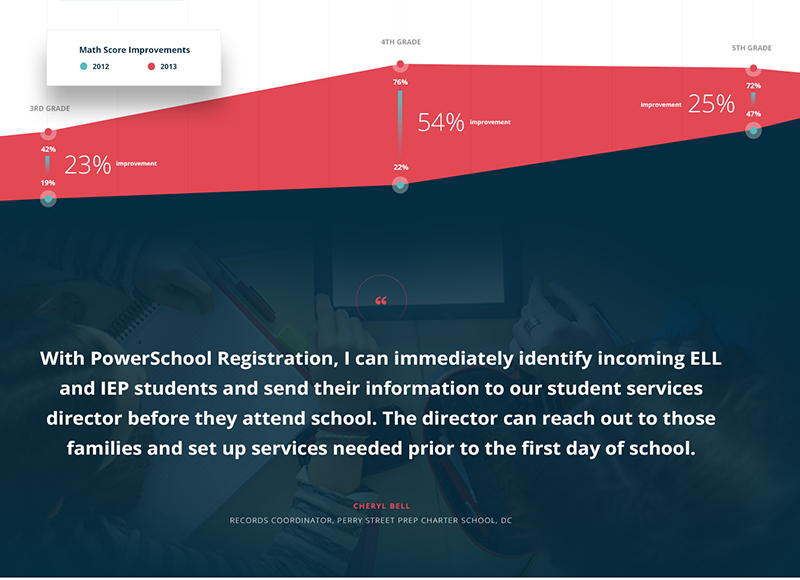 Math Score Improvements
2012 2013
3RD GRADE
42%
23% improvement
19%
4TH GRADE
76%
54% improvement
22%
5TH GRADE
72%
improvement 25%
47%
“
With PowerSchool Registration, I can immediately identify incoming ELL
and IEP students and send their information to our student services
director before they attend school. The director can reach out to those
families and set up services needed prior to the first day of school.
CHERYL BELL
RECORDS COORDINATOR, PERRY STREET PREP CHARTER SCHOOL, DC